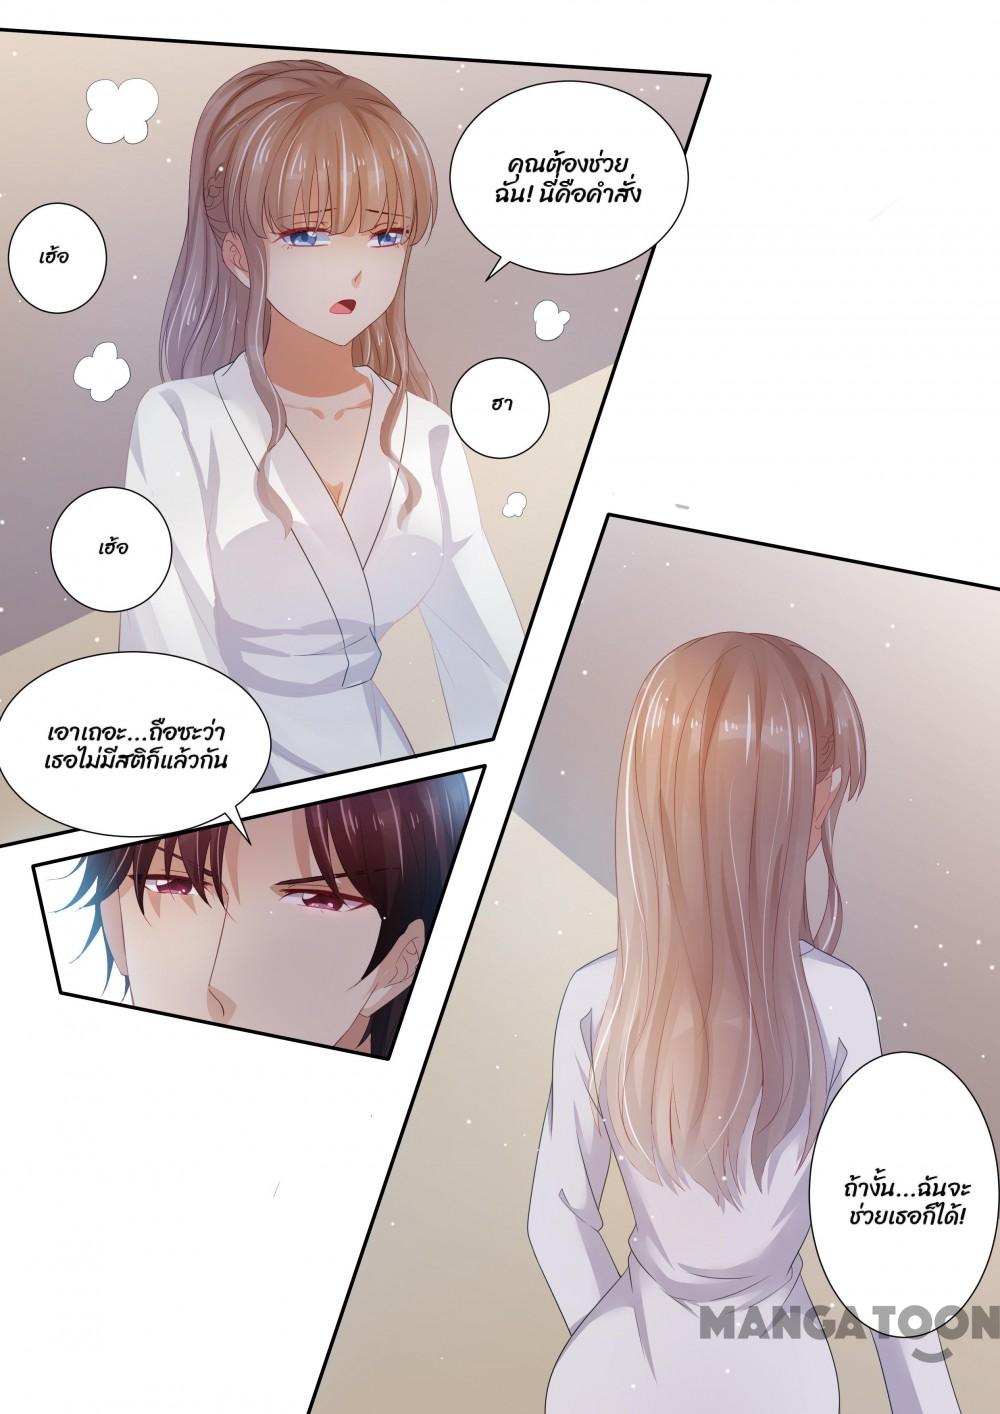 คุณต้องช่วย
ฉัน! นี่คือคำสั่ง
เฮ้อ
ฮา
เฮ้อ
เอาเถอะ...ถือซะว่า
เธอไม่มีสติก็แล้วกัน
ถ้างั้น...ฉันจะ
ช่วยเธอก็ได้!
MANGATOON